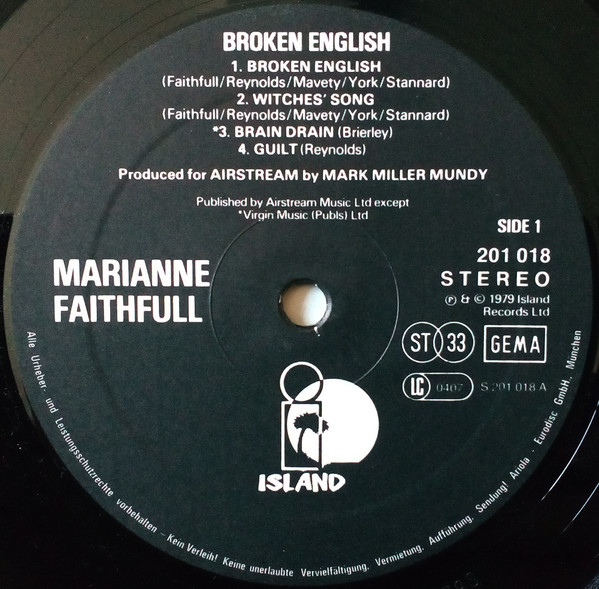 BROKEN ENGLISH
1. BROKEN ENGLISH
(Faithfull/Reynolds/Mavety/York/Stannard)
2. WITCHES' SONG
(Faithfull/Reynolds/Mavety/York/Stannard)
*3. BRAIN DRAIN (Brierley)
4. GUILT (Reynolds)
Produced for AIRSTREAM by MARK MILLER MUNDY
Published by Airstream Music Ltd except
*Virgin Music (Publs) Ltd
SIDE 1
MARIANNE
FAITHFULL
201 018
STEREO
℗ & © 1979 Island
Records Ltd
ST 33 GEMA
LC 0407 S 201 018 A
ISLAND
Alle Urheber- und Leistungsschutzrechte vorbehalten – Kein Verleih! Keine unerlaubte Vervielfältigung, Vermietung, Aufführung, Sendung! Ariola - Eurodisc GmbH, München